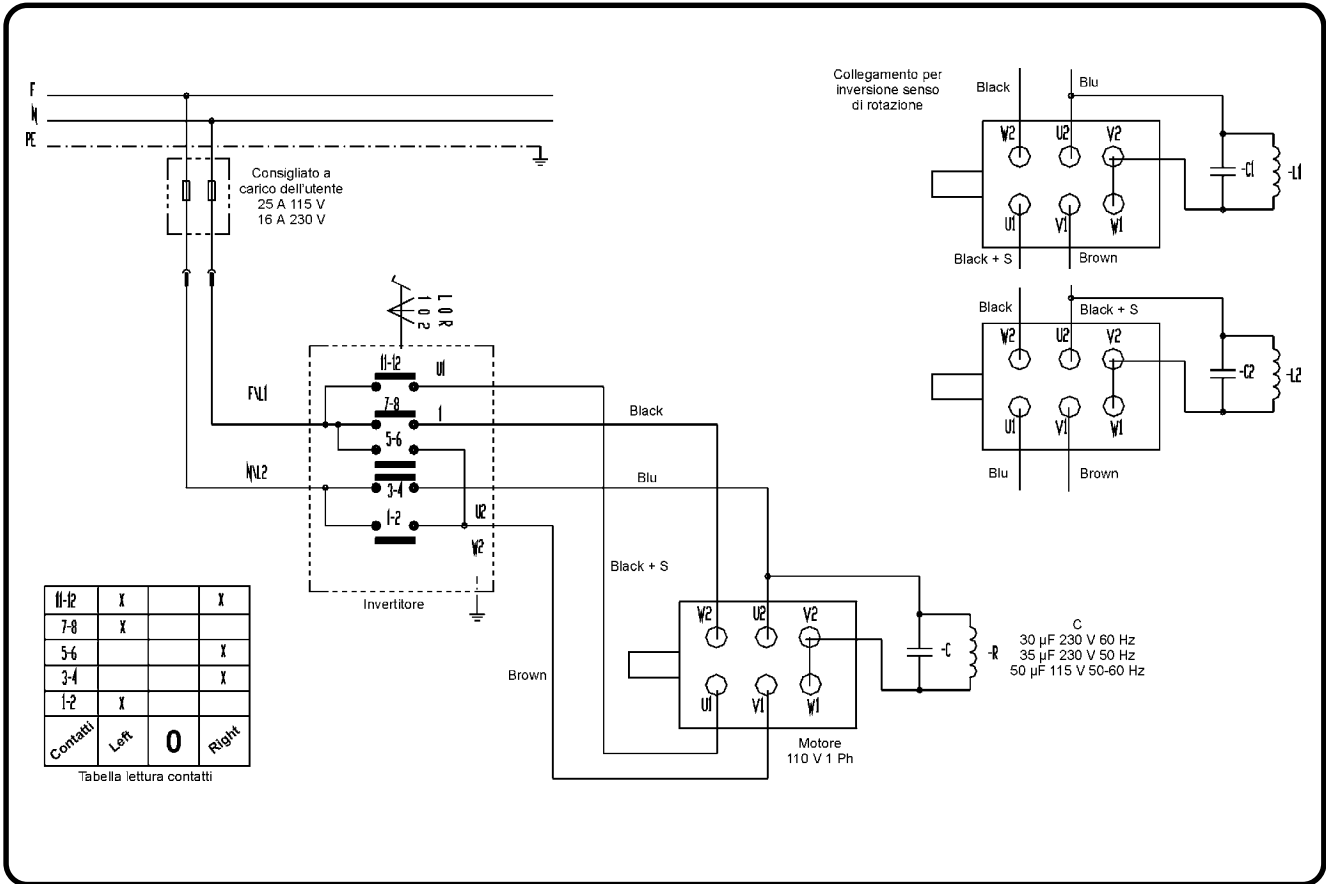 F
N
PE
Consigliato a
carico dell'utente
25 A 115 V
16 A 230 V
Collegamento per
inversione senso
di rotazione
Black
Blu
W2 U2 V2
-C1 -L1
U1 V1 W1
Black + S
Brown
Black
Black + S
W2 U2 V2
-C2 -L2
U1 V1 W1
Blu
Brown
L 0 R
1 0 2
11-12
U1
F\L1
7-8
1
Black
5-6
N\L2
3-4
Blu
1-2
U2
W2
Black + S
Invertitore
Brown
W2 U2 V2
-C -R
U1 V1 W1
C
30 µF 230 V 60 Hz
35 µF 230 V 50 Hz
50 µF 115 V 50-60 Hz
Motore
110 V 1 Ph
11-12 X X
7-8 X
5-6 X
3-4 X
1-2 X
Contatti Left 0 Right
Tabella lettura contatti